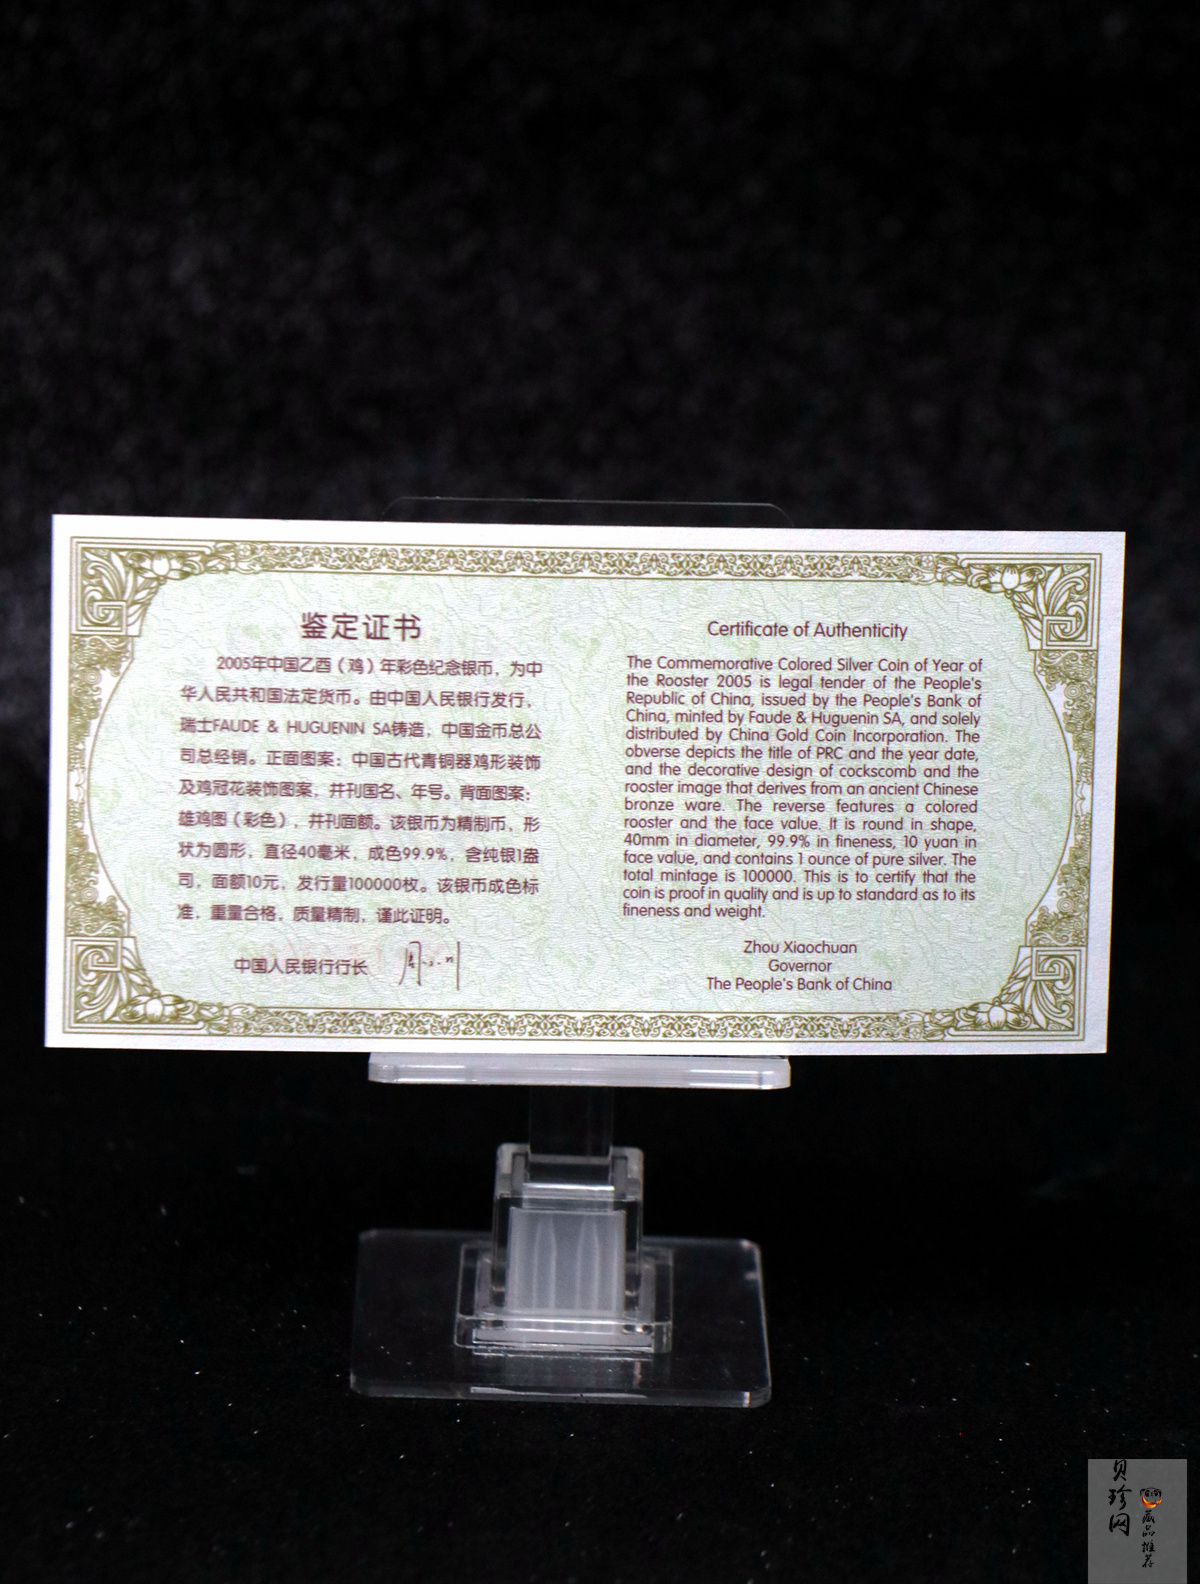 鉴定证书
2005年中国乙酉（鸡）年彩色纪念银币，为中
华人民共和国法定货币。由中国人民银行发行，
瑞士FAUDE & HUGUENIN SA铸造，中国金币总公
司总经销。正面图案：中国古代青铜器鸡形装饰
及鸡冠花装饰图案，并刊国名、年号。背面图案：
雄鸡图（彩色），并刊面额。该银币为精制币，形
状为圆形，直径40毫米，成色99.9%，含纯银1盎
司，面额10元，发行量100000枚。该银币成色标
准，重量合格，质量精制，谨此证明。
中国人民银行行长
Certificate of Authenticity
The Commemorative Colored Silver Coin of Year of
the Rooster 2005 is legal tender of the People's
Republic of China, issued by the People's Bank of
China, minted by Faude & Huguenin SA, and solely
distributed by China Gold Coin Incorporation. The
obverse depicts the title of PRC and the year date,
and the decorative design of cockscomb and the
rooster image that derives from an ancient Chinese
bronze ware. The reverse features a colored
rooster and the face value. It is round in shape,
40mm in diameter, 99.9% in fineness, 10 yuan in
face value, and contains 1 ounce of pure silver. The
total mintage is 100000. This is to certify that the
coin is proof in quality and is up to standard as to its
fineness and weight.
Zhou Xiaochuan
Governor
The People's Bank of China
贝珍网
藏品推荐